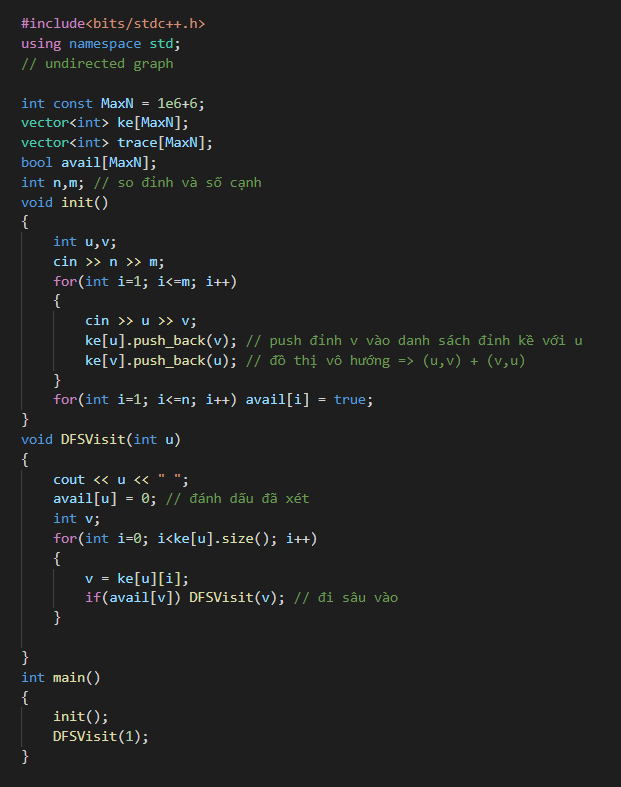 #include<bits/stdc++.h>
using namespace std;
// undirected graph
int const MaxN = 1e6+6;
vector<int> ke[MaxN];
vector<int> trace[MaxN];
bool avail[MaxN];
int n,m; // so đỉnh và số cạnh
void init()
{
int u,v;
cin >> n >> m;
for(int i=1; i<=m; i++)
{
cin >> u >> v;
ke[u].push_back(v); // push đỉnh v vào danh sách đỉnh kề với u
ke[v].push_back(u); // đồ thị vô hướng => (u,v) + (v,u)
}
for(int i=1; i<=n; i++) avail[i] = true;
}
void DFSVisit(int u)
{
cout << u << " ";
avail[u] = 0; // đánh dấu đã xét
int v;
for(int i=0; i<ke[u].size(); i++)
{
v = ke[u][i];
if(avail[v]) DFSVisit(v); // đi sâu vào
}
}
int main()
{
init();
DFSVisit(1);
}